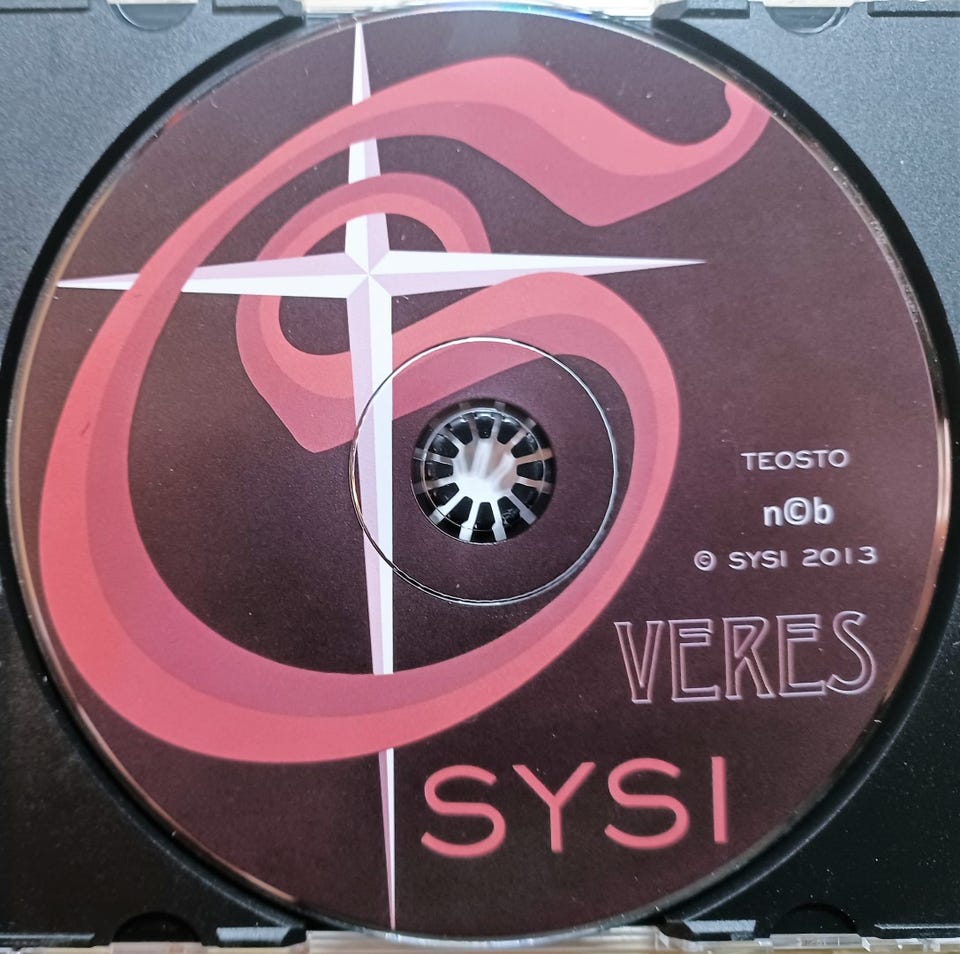 TEOSTO
n©b
© SYSI 2013
VERES
SYSI